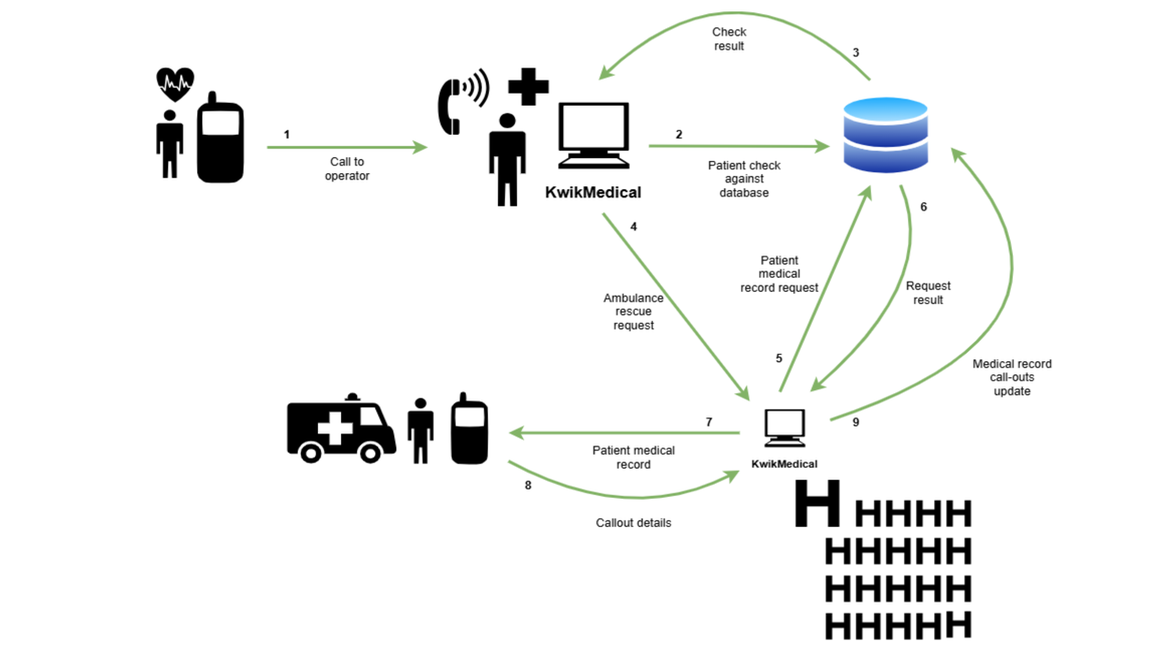 Check
result
3
1
Call to
operator
2
Patient check
against
database
KwikMedical
4
6
Patient
medical
record request
Request
result
Ambulance
rescue
request
5
Medical record
call-outs
update
7
9
Patient medical
record
KwikMedical
8
Callout details
H HHHH
HHHHH
HHHHH
HHHHH